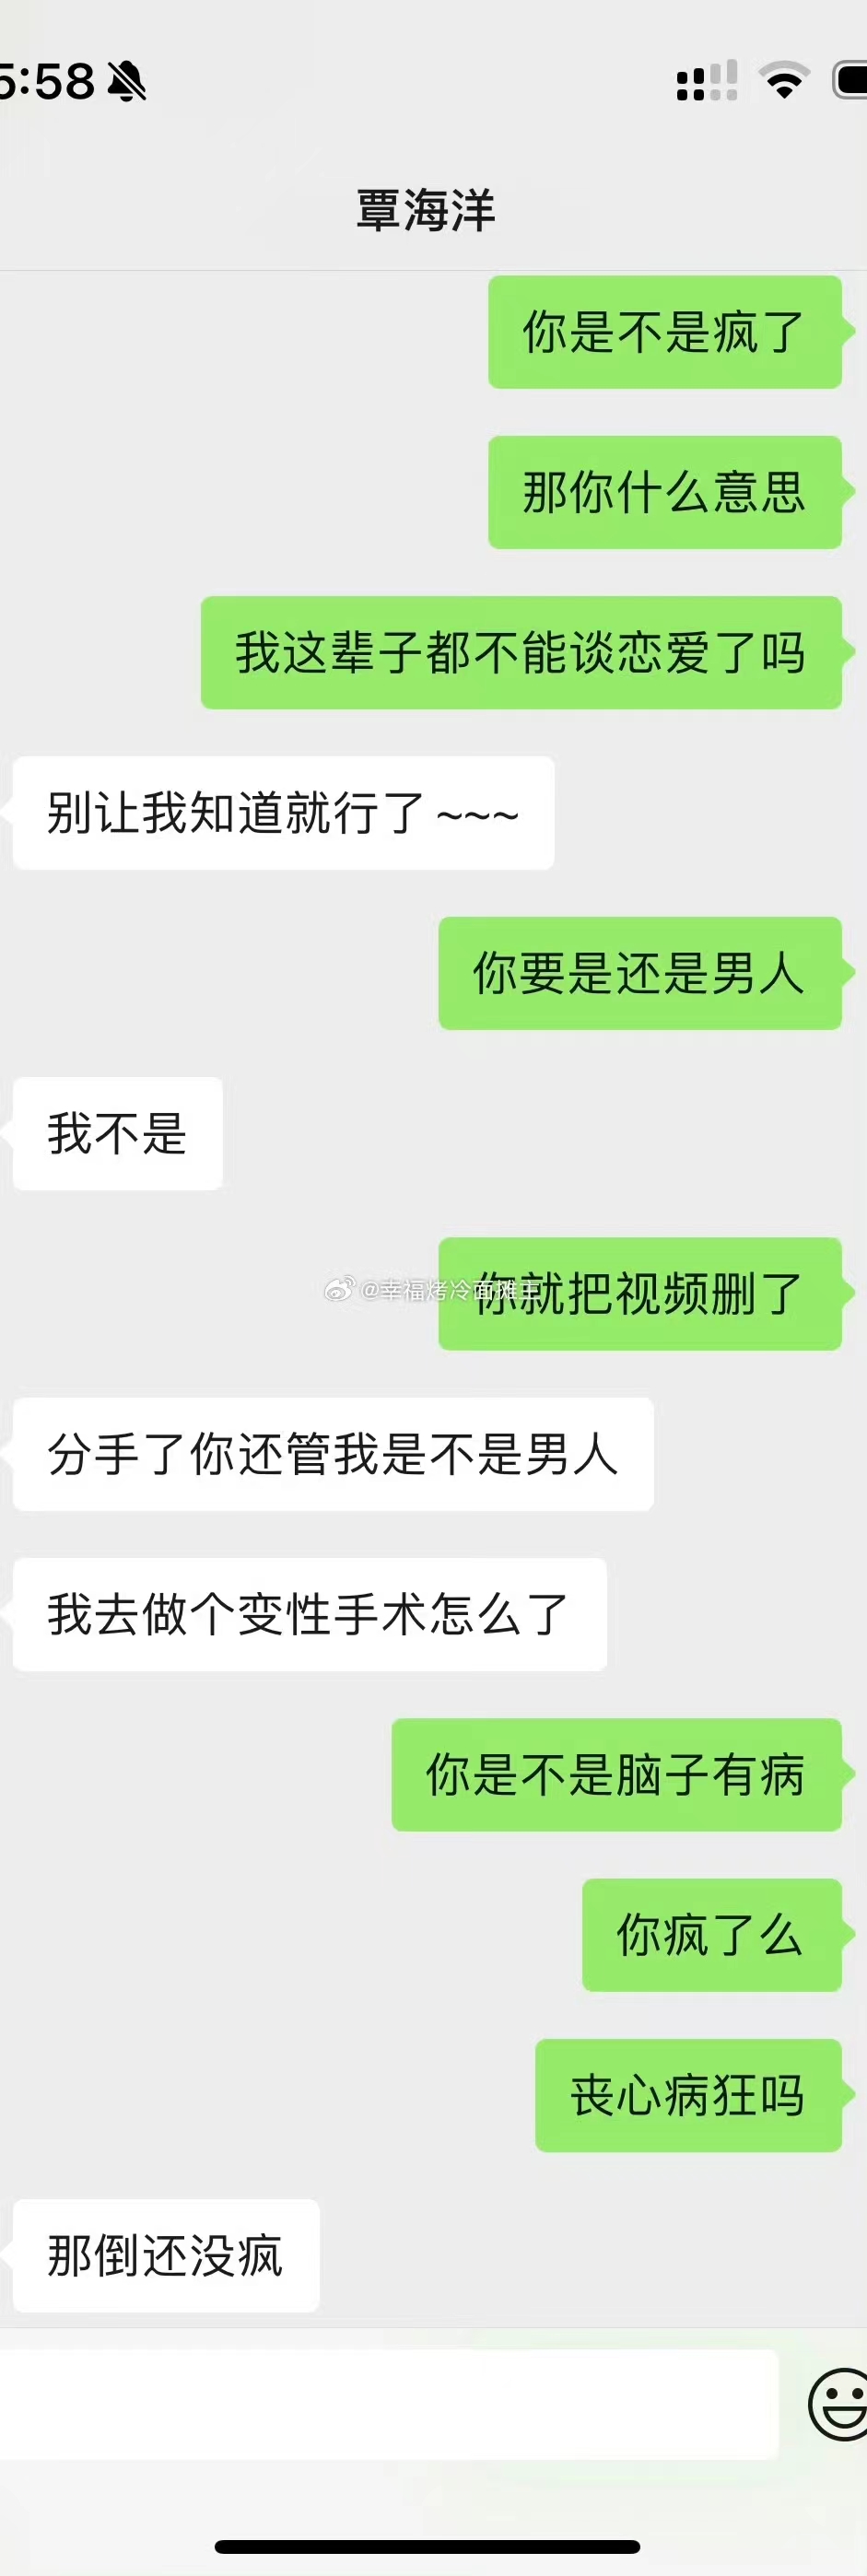 5:58
覃海洋
你是不是疯了
那你什么意思
我这辈子都不能谈恋爱了吗
别让我知道就行了~~~
你要是还是男人
我不是
你就把视频删了
@幸福烤冷面摊主
分手了你还管我是不是男人
我去做个变性手术怎么了
你是不是脑子有病
你疯了么
丧心病狂吗
那倒还没疯